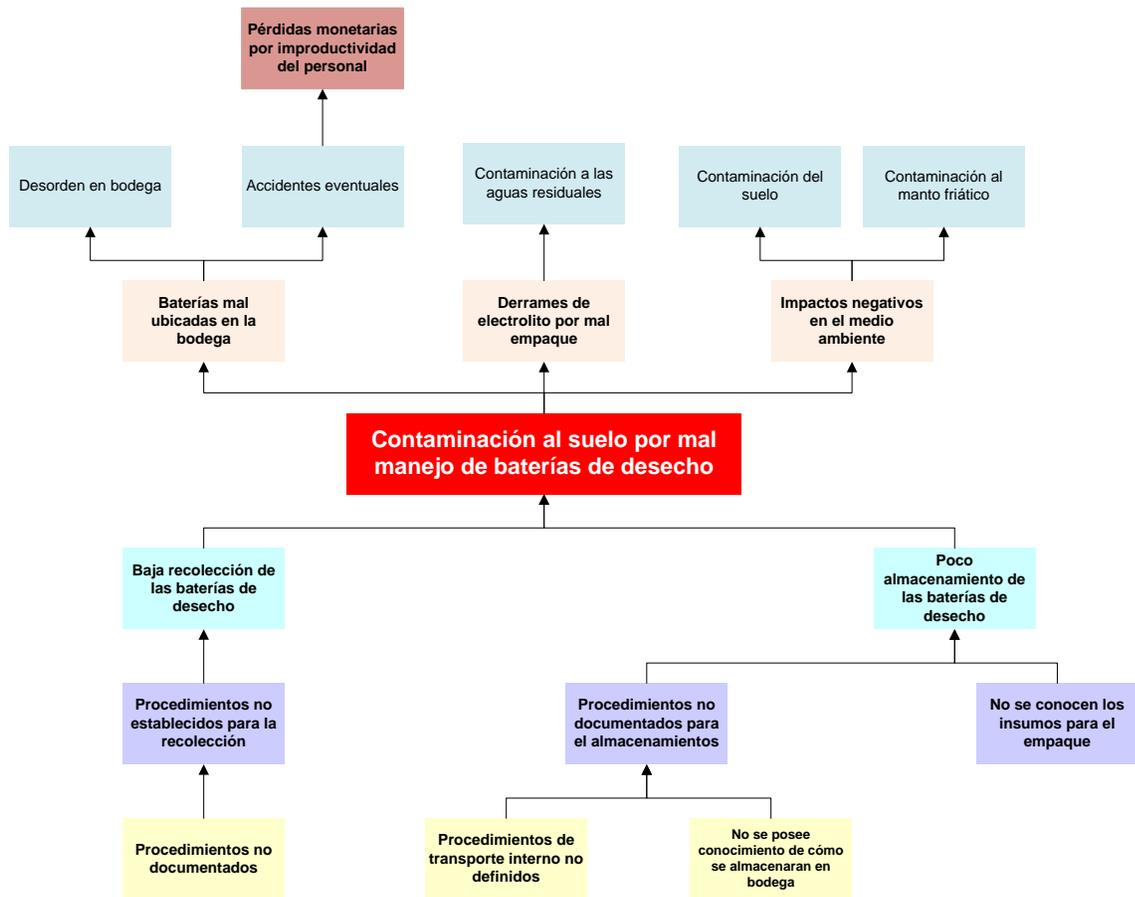 Pérdidas monetarias
por improductividad
del personal
Desorden en bodega
Accidentes eventuales
Contaminación a las
aguas residuales
Contaminación del
suelo
Contaminación al
manto friático
Baterías mal
ubicadas en la
bodega
Derrames de
electrolito por mal
empaque
Impactos negativos
en el medio
ambiente
Contaminación al suelo por mal
manejo de baterías de desecho
Baja recolección de
las baterías de
desecho
Poco
almacenamiento de
las baterías de
desecho
Procedimientos no
establecidos para la
recolección
Procedimientos no
documentados para
el almacenamientos
No se conocen los
insumos para el
empaque
Procedimientos no
documentados
Procedimientos de
transporte interno no
definidos
No se posee
conocimiento de cómo
se almacenaran en
bodega